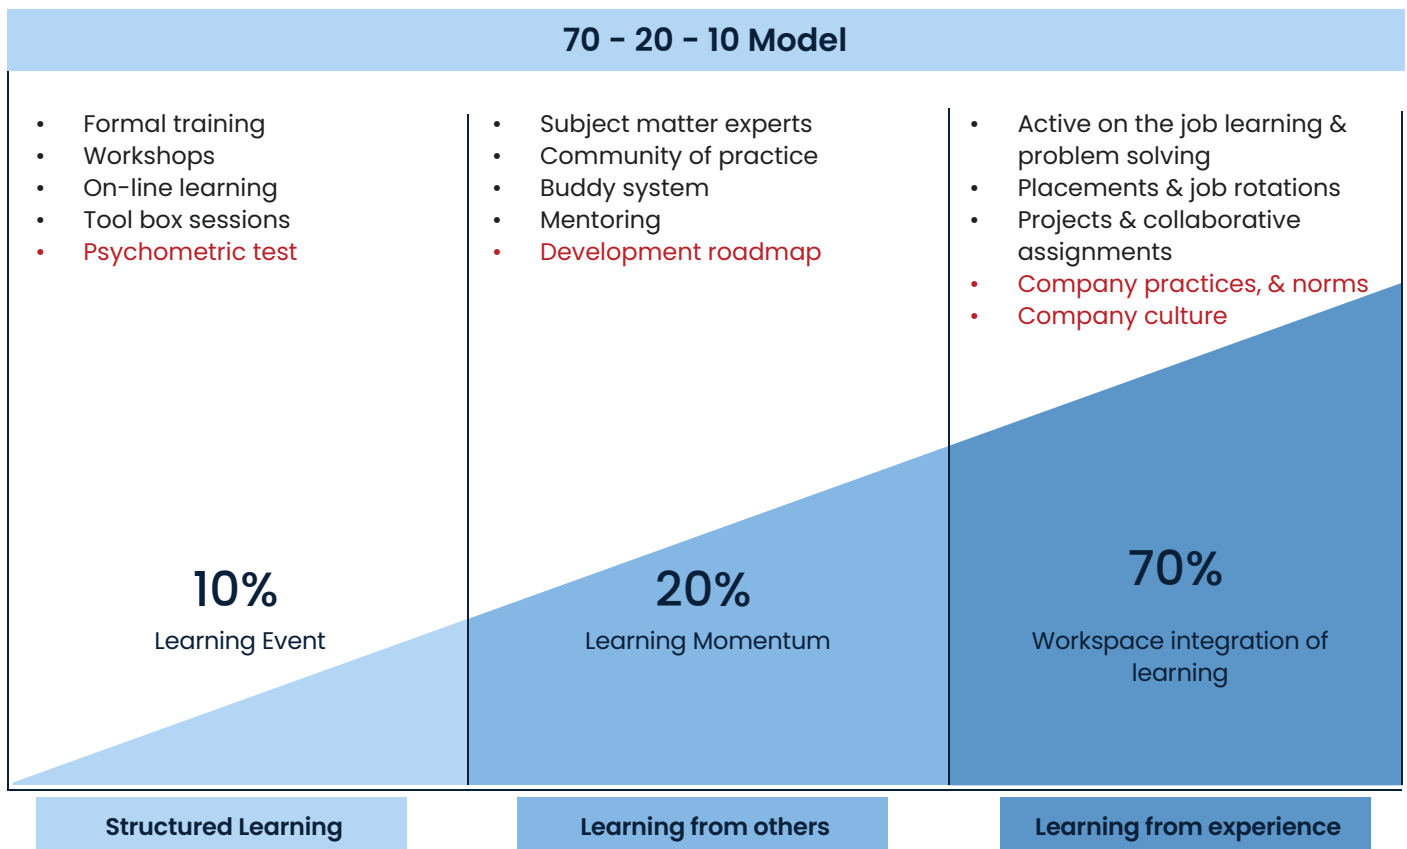 70 - 20 - 10 Model
• Formal training
• Workshops
• On-line learning
• Tool box sessions
• Psychometric test
• Subject matter experts
• Community of practice
• Buddy system
• Mentoring
• Development roadmap
• Active on the job learning &
problem solving
• Placements & job rotations
• Projects & collaborative
assignments
• Company practices, & norms
• Company culture
10%
Learning Event
20%
Learning Momentum
70%
Workspace integration of
learning
Structured Learning
Learning from others
Learning from experience